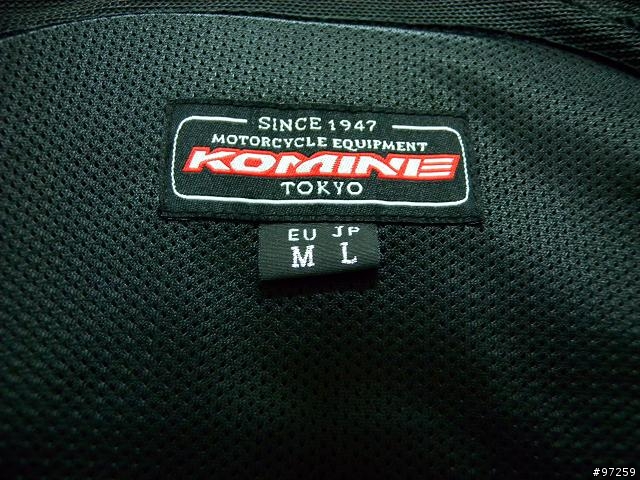 SINCE 1947
MOTORCYCLE EQUIPMENT
KOMINE
TOKYO
EU JP
M L
#97259